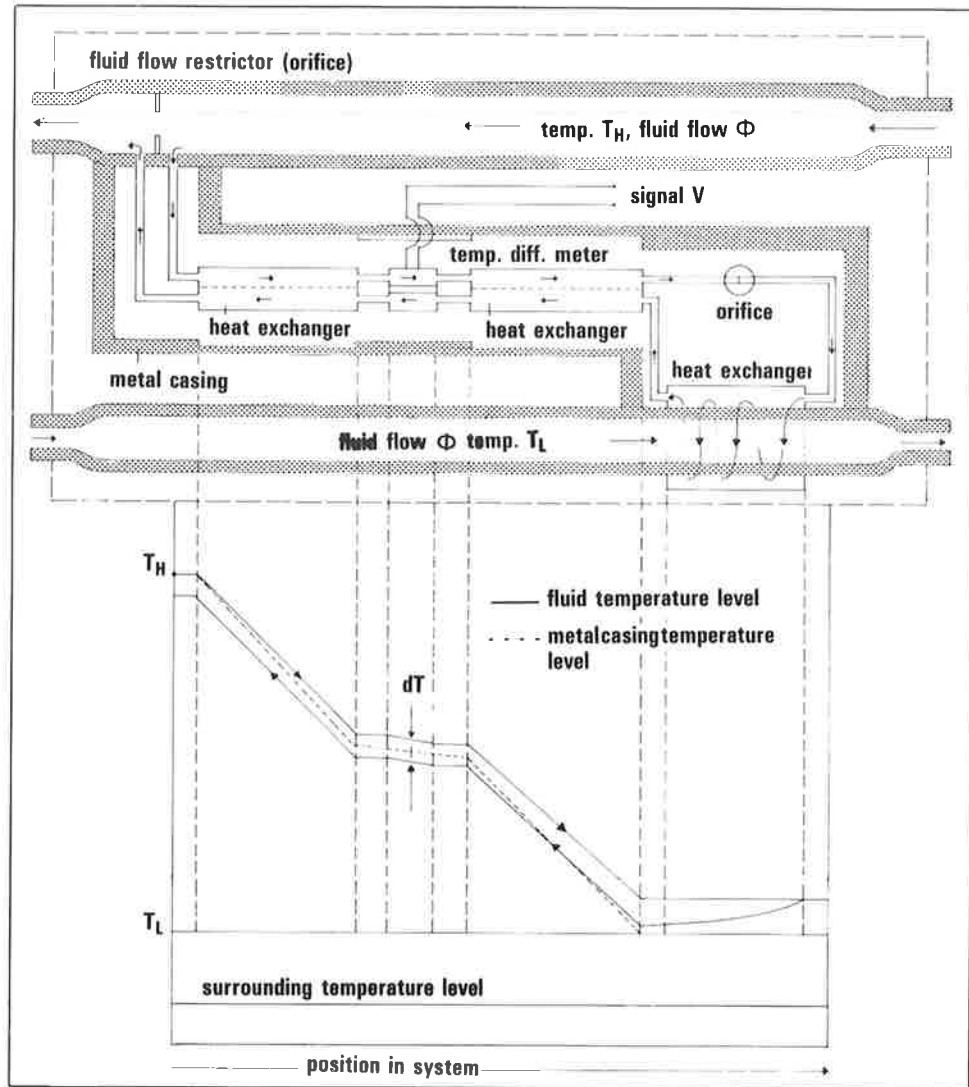 fluid flow restrictor (orifice)
temp. T_H, fluid flow Φ
signal V
temp. diff. meter
heat exchanger
heat exchanger
orifice
metal casing
heat exchanger
fluid flow Φ temp. T_L
T_H
fluid temperature level
metalcasingtemperature
level
dT
T_L
surrounding temperature level
position in system